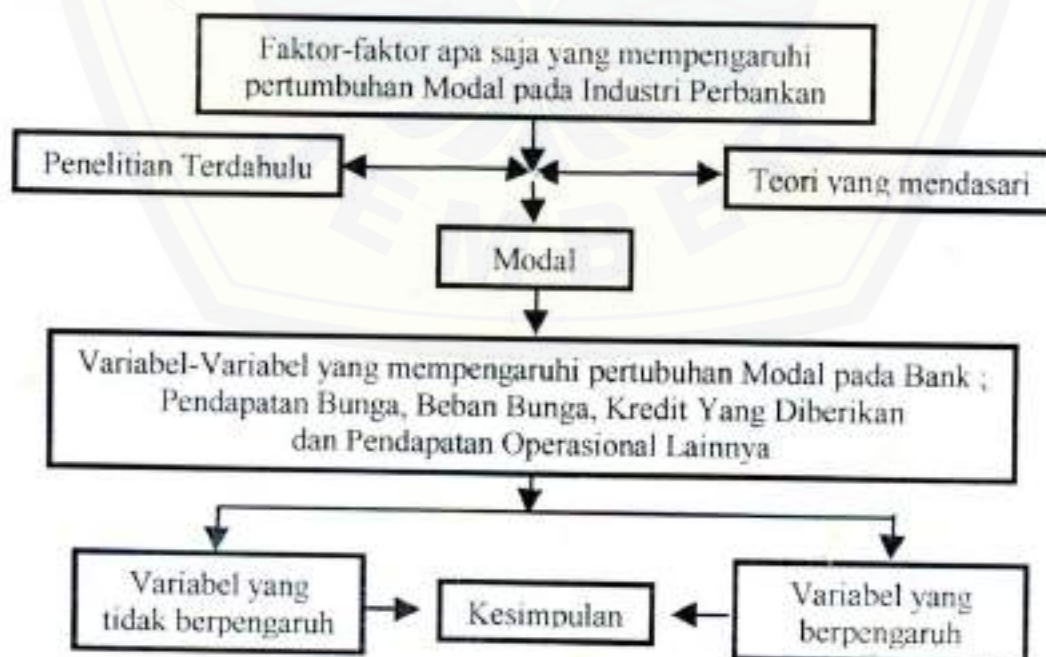 Faktor-faktor apa saja yang mempengaruhi
pertumbuhan Modal pada Industri Perbankan
Penelitian Terdahulu
Teori yang mendasari
Modal
Variabel-Variabel yang mempengaruhi pertubuhan Modal pada Bank ;
Pendapatan Bunga, Beban Bunga, Kredit Yang Diberikan
dan Pendapatan Operasional Lainnya
Variabel yang
tidak berpengaruh
Kesimpulan
Variabel yang
berpengaruh